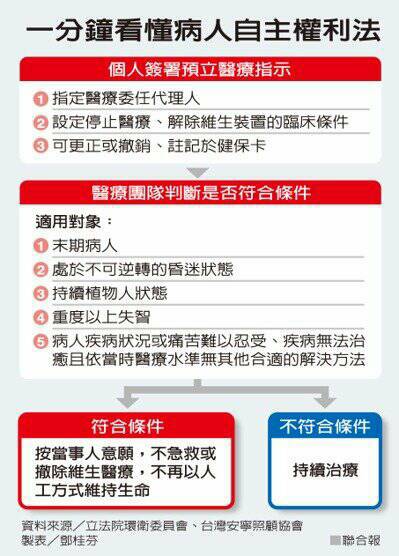 一分鐘看懂病人自主權利法
個人簽署預立醫療指示
1 指定醫療委任代理人
2 設定停止醫療、解除維生裝置的臨床條件
3 可更正或撤銷、註記於健保卡
醫療團隊判斷是否符合條件
適用對象：
1 末期病人
2 處於不可逆轉的昏迷狀態
3 持續植物人狀態
4 重度以上失智
5 病人疾病狀況或痛苦難以忍受、疾病無法治
癒且依當時醫療水準無其他合適的解決方法
符合條件
按當事人意願，不急救或
撤除維生醫療，不再以人
工方式維持生命
不符合條件
持續治療
資料來源／立法院環衛委員會、台灣安寧照顧協會
製表／鄧桂芬
聯合報